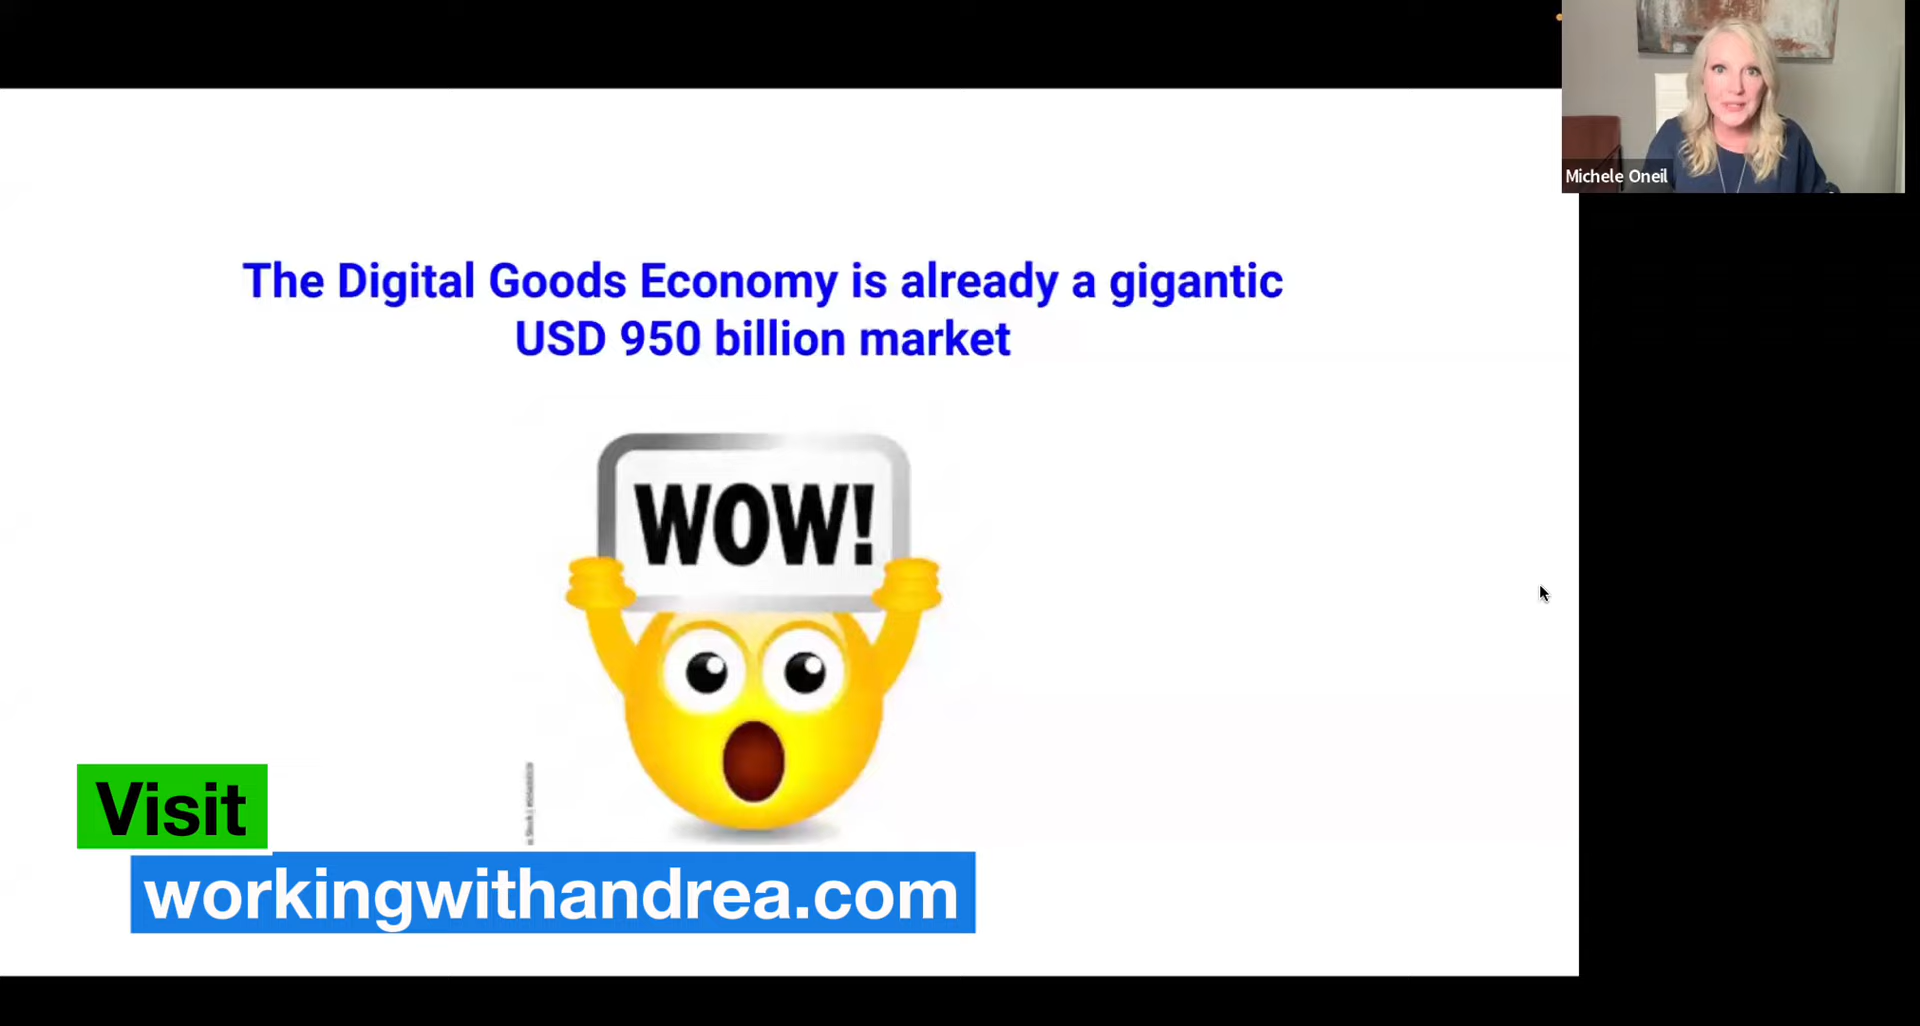 Michele Oneil
The Digital Goods Economy is already a gigantic
USD 950 billion market
WOW!
Visit
workingwithandrea.com